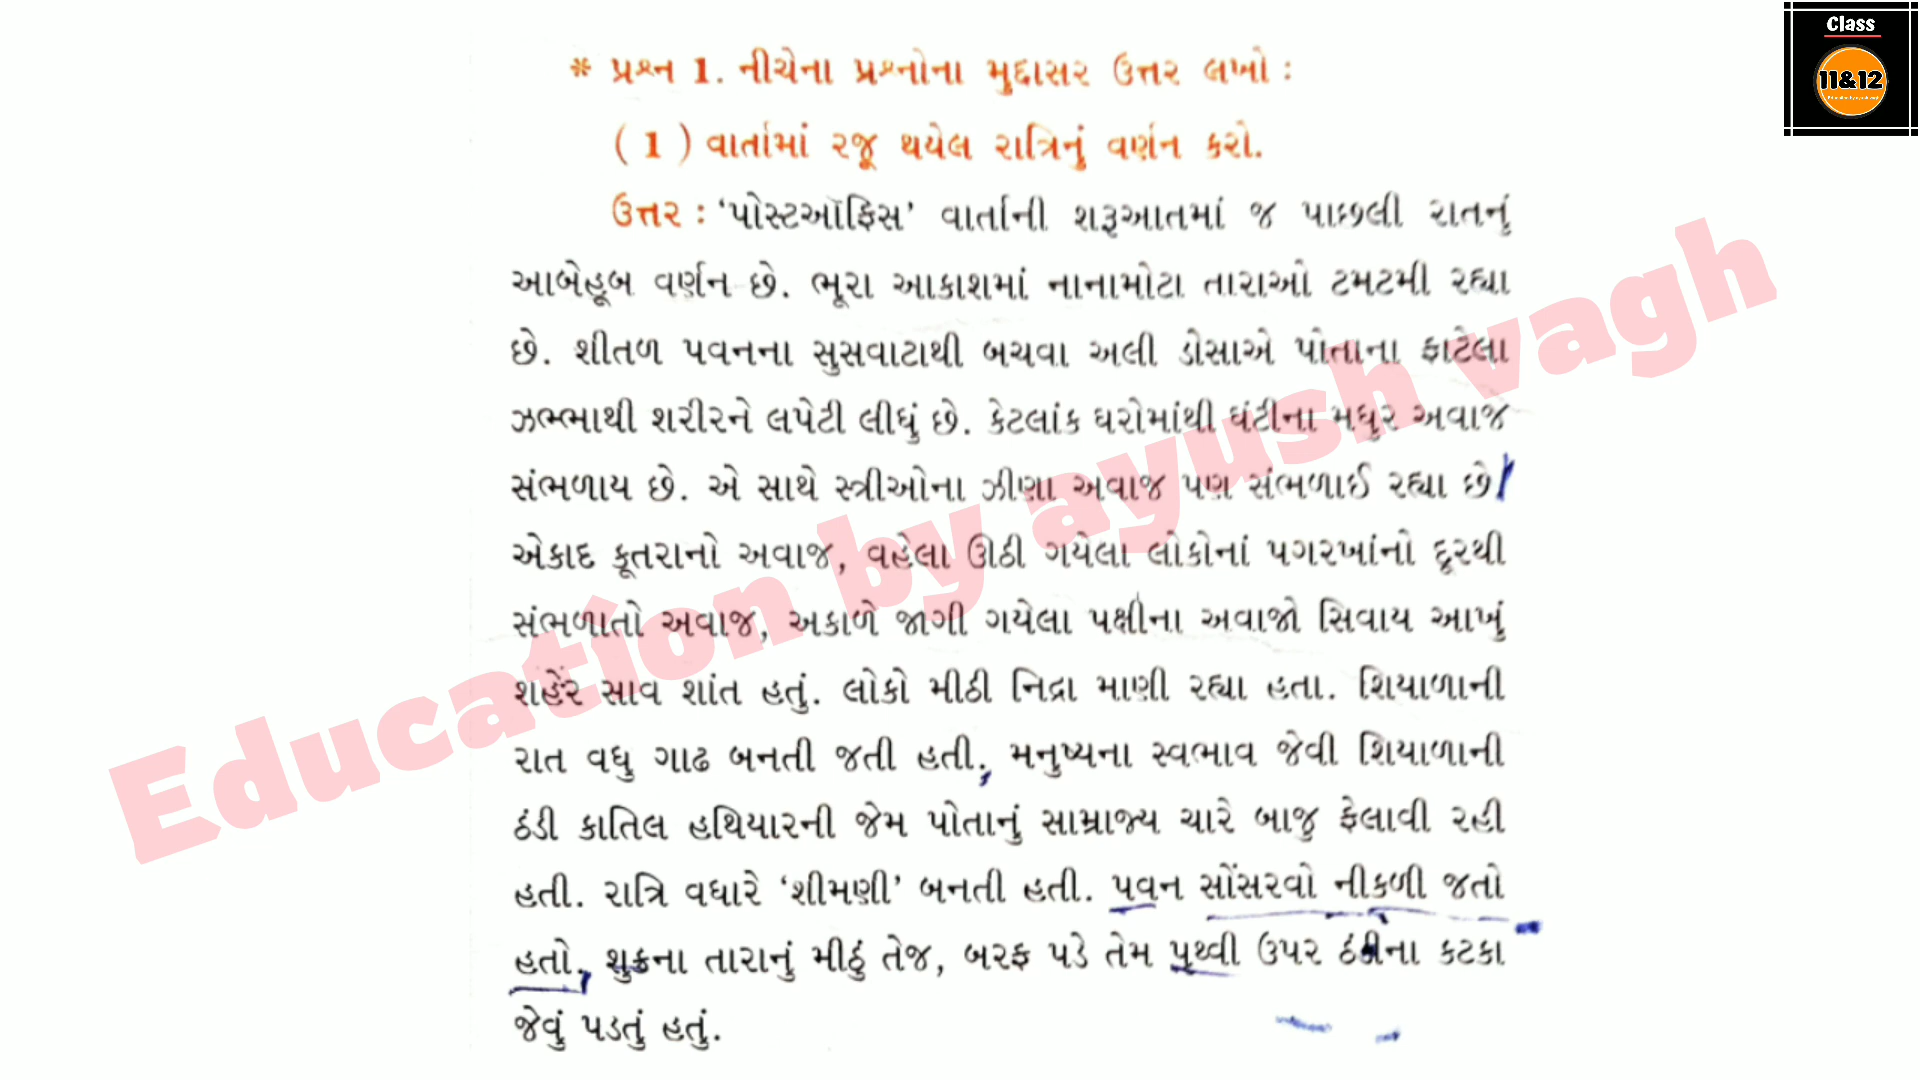 Class
11&12
* પ્રશ્ન 1. નીચેના પ્રશ્નોના મુદ્દાસર ઉત્તર લખો :
( 1 ) વાર્તામાં રજૂ થયેલ રાત્રિનું વર્ણન કરો.
ઉત્તર : ‘પોસ્ટઑફિસ’ વાર્તાની શરૂઆતમાં જ પાછલી રાતનું
આબેહૂબ વર્ણન છે. ભૂરા આકાશમાં નાનામોટા તારાઓ ટમટમી રહ્યા
છે. શીતળ પવનના સુસવાટાથી બચવા અલી ડોસાએ પોતાના ફાટેલા
ઝભ્ભાથી શરીરને લપેટી લીધું છે. કેટલાંક ઘરોમાંથી ઘંટીના મધુર અવાજ
સંભળાય છે. એ સાથે સ્ત્રીઓના ઝીણા અવાજ પણ સંભળાઈ રહ્યા છે
એકાદ કૂતરાનો અવાજ, વહેલા ઊઠી ગયેલા લોકોનાં પગરખાંનો દૂરથી
સંભળાતો અવાજ, અકાળે જાગી ગયેલા પક્ષીના અવાજો સિવાય આખું
શહેર સાવ શાંત હતું. લોકો મીઠી નિદ્રા માણી રહ્યા હતા. શિયાળાની
રાત વધુ ગાઢ બનતી જતી હતી, મનુષ્યના સ્વભાવ જેવી શિયાળાની
ઠંડી કાતિલ હથિયારની જેમ પોતાનું સામ્રાજ્ય ચારે બાજુ ફેલાવી રહી
હતી. રાત્રિ વધારે ‘શીમણી’ બનતી હતી. પવન સોંસરવો નીકળી જતો
હતો, શુક્રના તારાનું મીઠું તેજ, બરફ પડે તેમ પૃથ્વી ઉપર ઠંડીના કટકા
જેવું પડતું હતું.
Education by ayush vagh